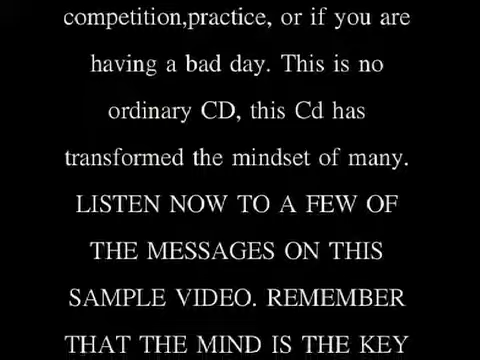 competition,practice, or if you are
having a bad day. This is no
ordinary CD, this Cd has
transformed the mindset of many.
LISTEN NOW TO A FEW OF
THE MESSAGES ON THIS
SAMPLE VIDEO. REMEMBER
THAT THE MIND IS THE KEY